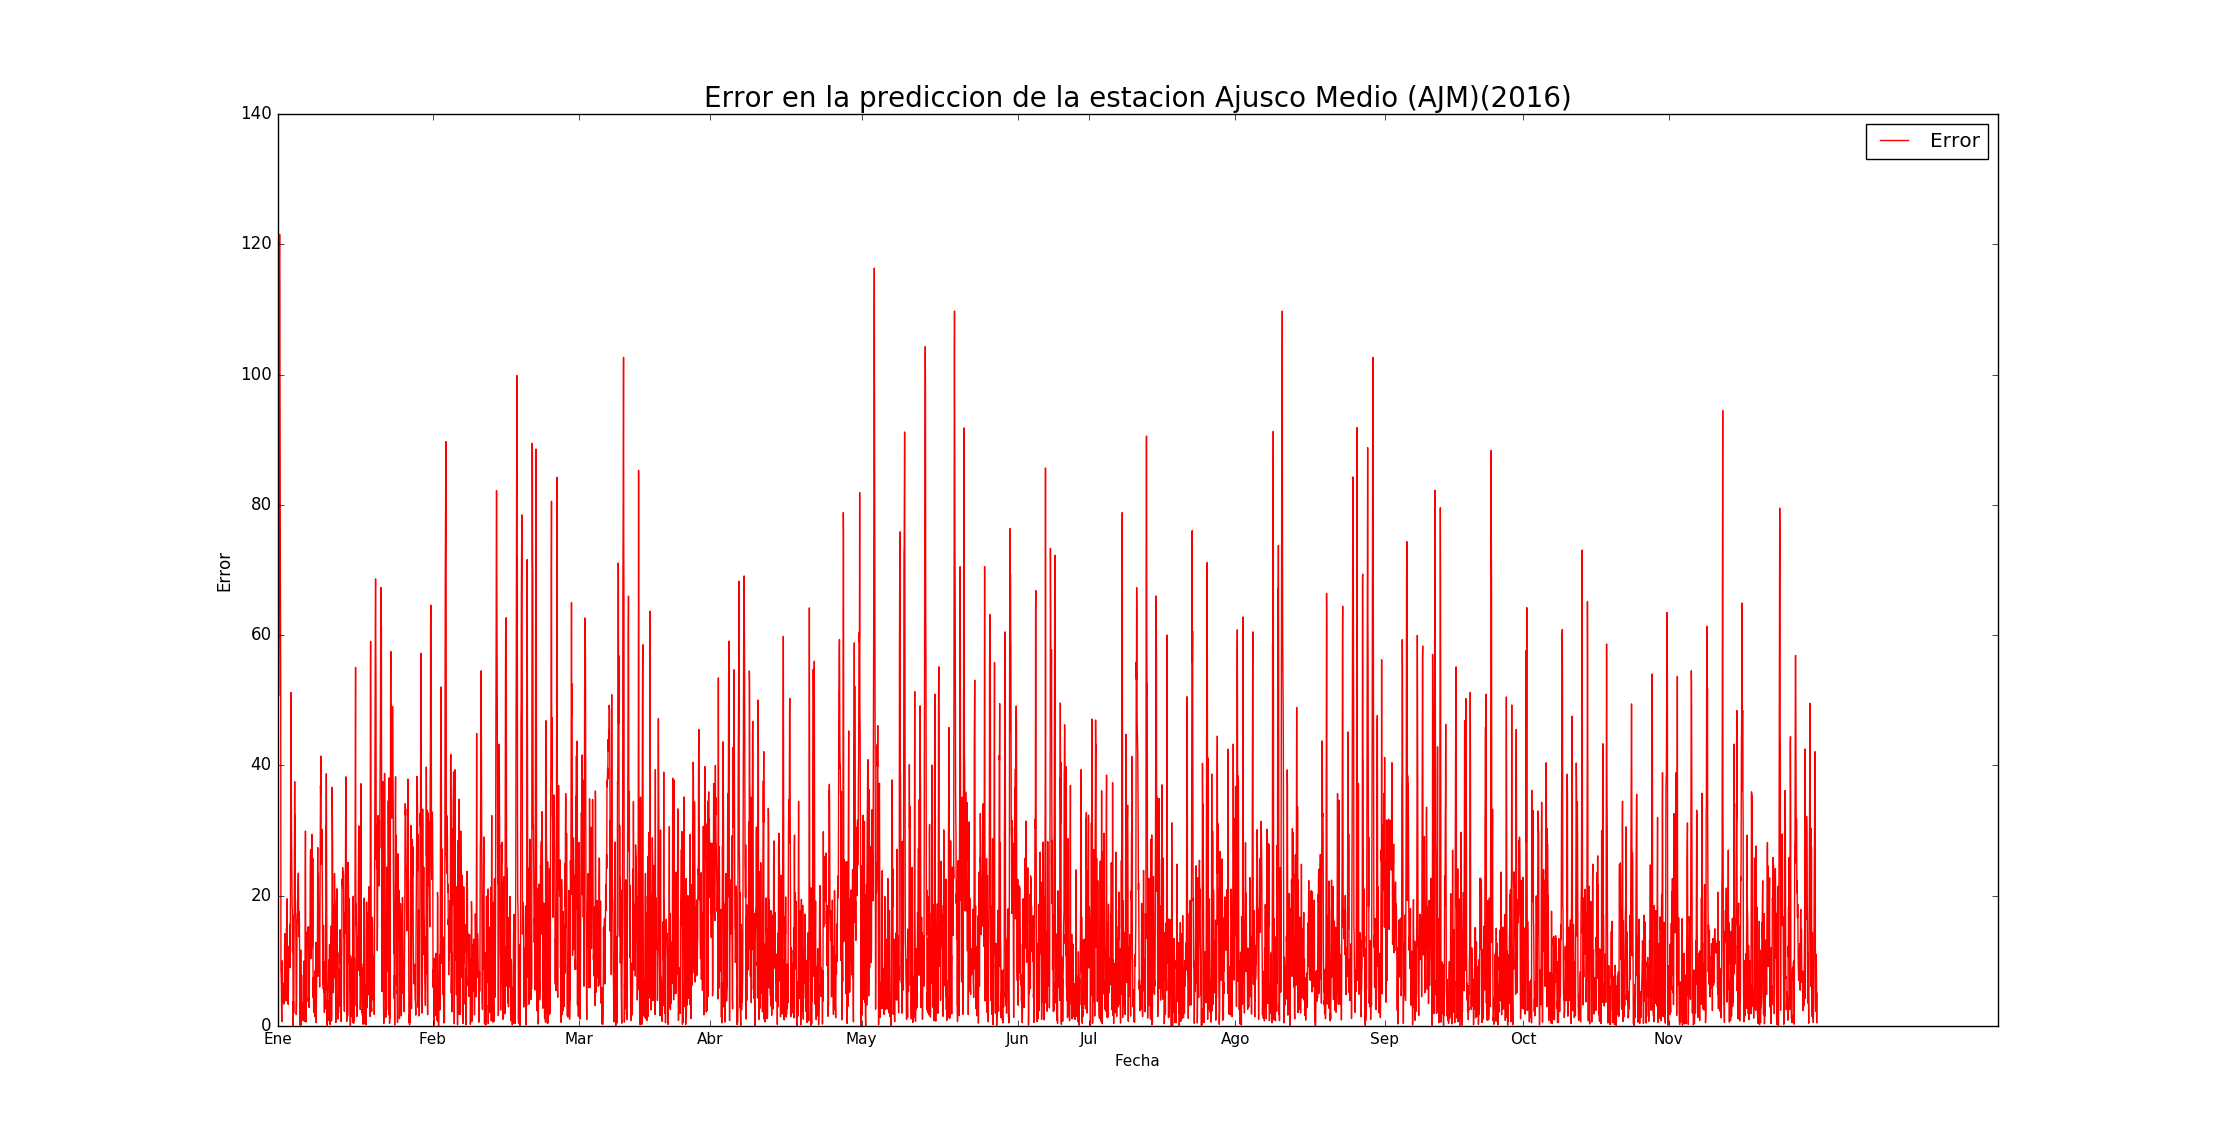 Error en la prediccion de la estacion Ajusco Medio (AJM)(2016)
140
Error
120
100
80
60
40
20
0
Error
Ene Feb Mar Abr May Jun Jul Ago Sep Oct Nov
Fecha